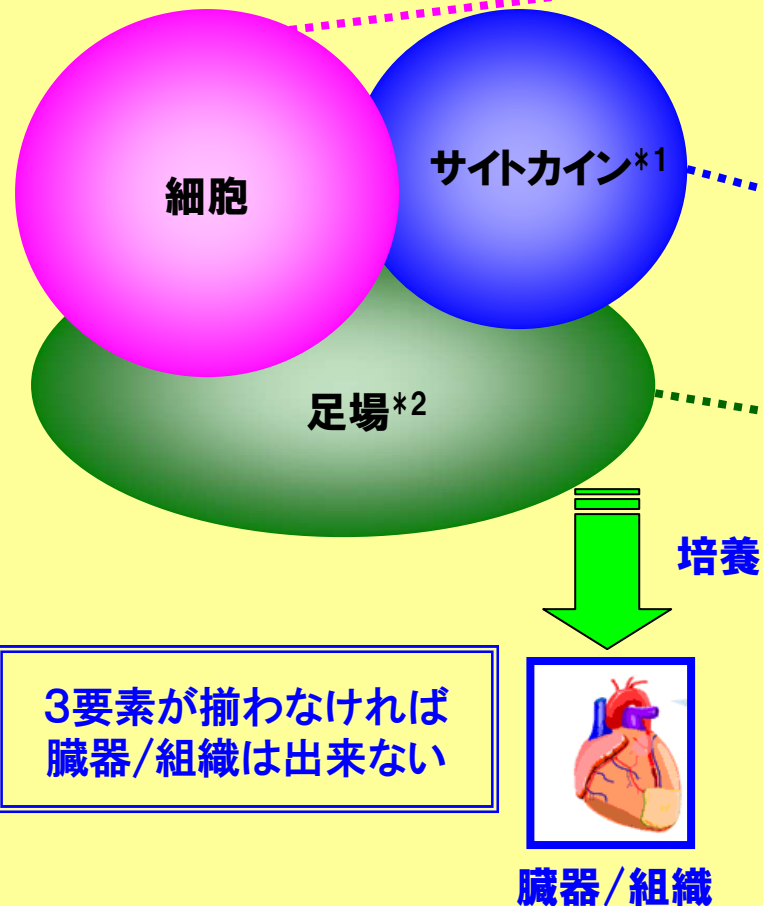 細胞
サイトカイン*1
足場*2
培養
3要素が揃わなければ
臓器/組織は出来ない
臓器/組織